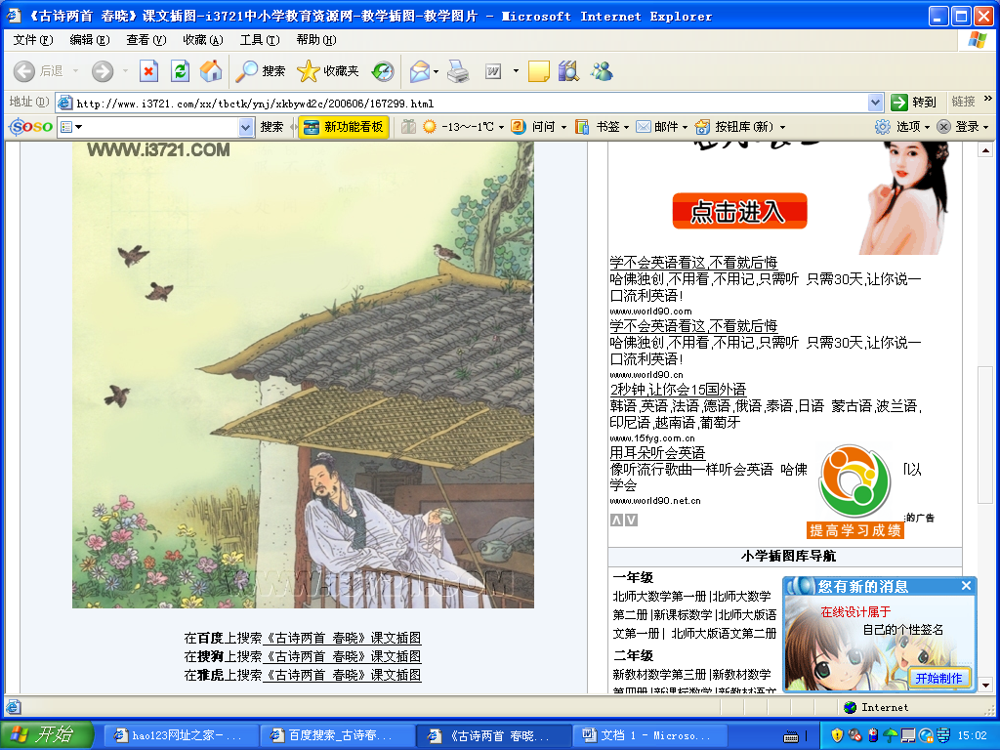 《古诗两首 春晓》课文插图-i3721中小学教育资源网-教学插图-教学图片 - Microsoft Internet Explorer
文件(F) 编辑(E) 查看(V) 收藏(A) 工具(T) 帮助(H)
后退 搜索 收藏夹
地址(D) http://www.i3721.com/xx/tbctk/ynj/xkbywd2c/200606/167299.html 转到 链接 »
Soso 搜索 新功能看板 -13~-1℃ 问问 书签 邮件 按钮库(新) 选项 登录
WWW.i3721.COM
点击进入
学不会英语看这,不看就后悔
哈佛独创,不用看,不用记,只需听 只需30天,让你说一
口流利英语!
www.world90.com
学不会英语看这,不看就后悔
哈佛独创,不用看,不用记,只需听 只需30天,让你说一
口流利英语!
www.world90.cn
2秒钟,让你会15国外语
韩语,英语,法语,德语,俄语,泰语,日语 蒙古语,波兰语,
印尼语,越南语,葡萄牙
www.15fyg.com.cn
用耳朵听会英语
像听流行歌曲一样听会英语 哈佛 「以
学会
www.world90.net.cn
的广告
提高学习成绩
小学插图库导航
一年级
北师大数学第一册|北师大数学
第二册|新课标数学|北师大版语
文第一册| 北师大版语文第二册
二年级
新教材数学第三册|新教材数学
第四册|新课标数学|新教材语文
WWW.i3721.COM
在百度上搜索《古诗两首 春晓》课文插图
在搜狗上搜索《古诗两首 春晓》课文插图
在雅虎上搜索《古诗两首 春晓》课文插图
您有新的消息
在线设计属于
自己的个性签名
开始制作
Internet
开始 hao123网址之家-... 百度搜索_古诗春... 《古诗两首 春晓... 文档 1 - Microso... 15:02